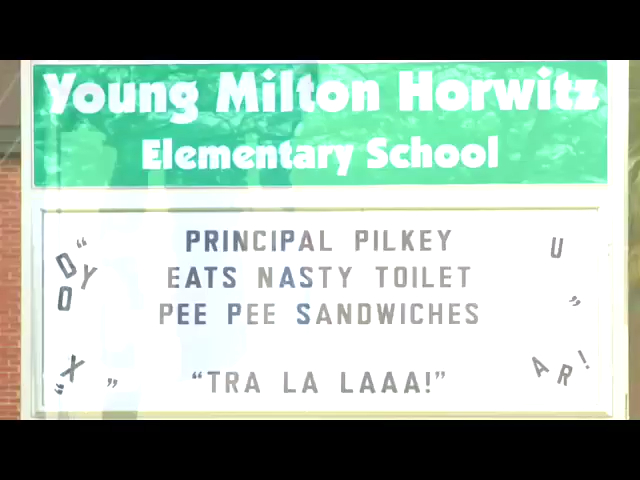 Young Milton Horwitz
Elementary School
PRINCIPAL PILKEY
EATS NASTY TOILET
PEE PEE SANDWICHES
“TRA LA LAAA!”
“
D
Y
O
X
“
”
U
”
A R !